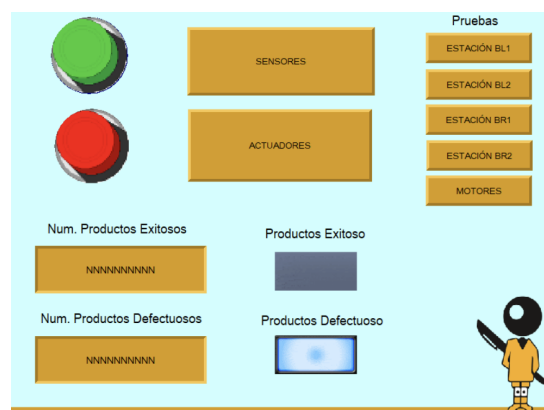 Pruebas
SENSORES
ESTACIÓN BL1
ESTACIÓN BL2
ACTUADORES
ESTACIÓN BR1
ESTACIÓN BR2
MOTORES
Num. Productos Exitosos
Productos Exitoso
NNNNNNNNNN
Num. Productos Defectuosos
Productos Defectuoso
NNNNNNNNNN